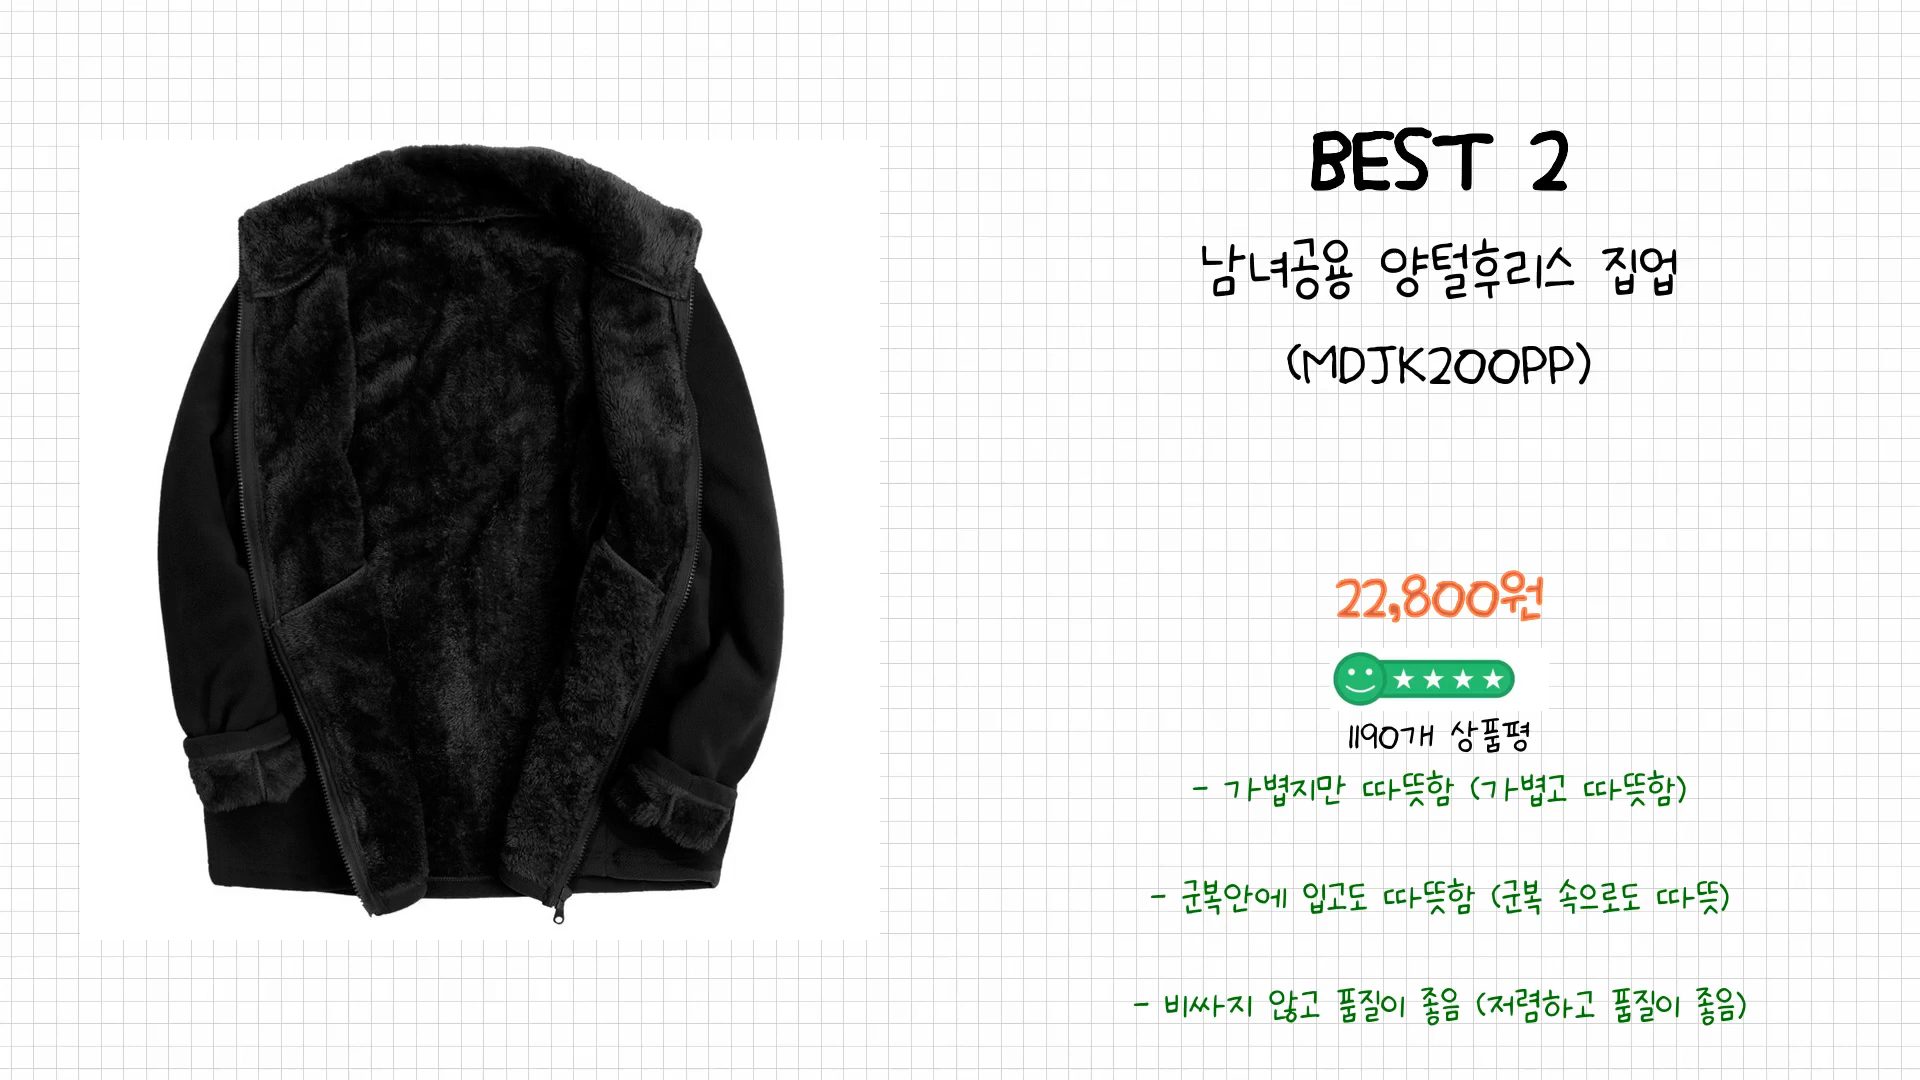 BEST 2
남녀공용 양털후리스 집업
(MDJK200PP)
22,800원
1190개 상품평
- 가볍지만 따뜻함 (가볍고 따뜻함)
- 군복안에 입고도 따뜻함 (군복 속으로도 따뜻)
- 비싸지 않고 품질이 좋음 (저렴하고 품질이 좋음)